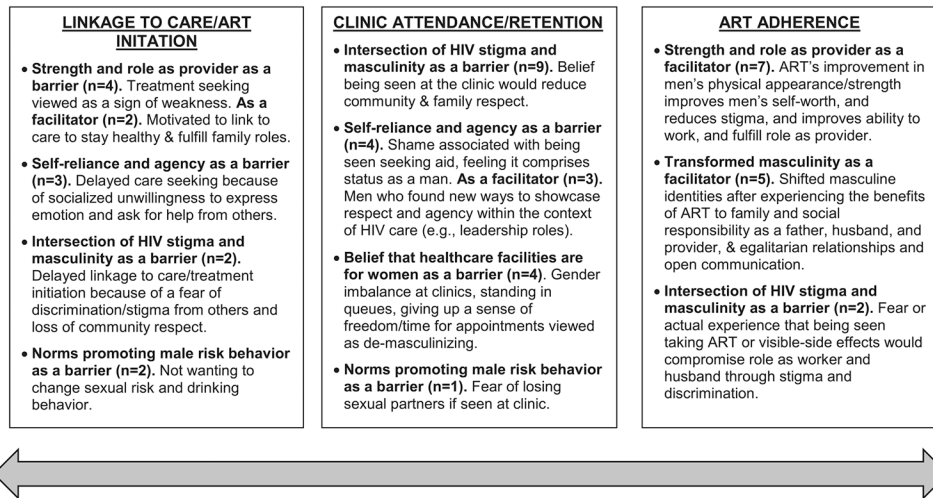 LINKAGE TO CARE/ART
INITATION
• Strength and role as provider as a
barrier (n=4). Treatment seeking
viewed as a sign of weakness. As a
facilitator (n=2). Motivated to link to
care to stay healthy & fulfill family roles.
• Self-reliance and agency as a barrier
(n=3). Delayed care seeking because
of socialized unwillingness to express
emotion and ask for help from others.
• Intersection of HIV stigma and
masculinity as a barrier (n=2).
Delayed linkage to care/treatment
initiation because of a fear of
discrimination/stigma from others and
loss of community respect.
• Norms promoting male risk behavior
as a barrier (n=2). Not wanting to
change sexual risk and drinking
behavior.
CLINIC ATTENDANCE/RETENTION
• Intersection of HIV stigma and
masculinity as a barrier (n=9). Belief
being seen at the clinic would reduce
community & family respect.
• Self-reliance and agency as a barrier
(n=4). Shame associated with being
seen seeking aid, feeling it comprises
status as a man. As a facilitator (n=3).
Men who found new ways to showcase
respect and agency within the context
of HIV care (e.g., leadership roles).
• Belief that healthcare facilities are
for women as a barrier (n=4). Gender
imbalance at clinics, standing in
queues, giving up a sense of
freedom/time for appointments viewed
as de-masculinizing.
• Norms promoting male risk behavior
as a barrier (n=1). Fear of losing
sexual partners if seen at clinic.
ART ADHERENCE
• Strength and role as provider as a
facilitator (n=7). ART's improvement in
men's physical appearance/strength
improves men's self-worth, and
reduces stigma, and improves ability to
work, and fulfill role as provider.
• Transformed masculinity as a
facilitator (n=5). Shifted masculine
identities after experiencing the benefits
of ART to family and social
responsibility as a father, husband, and
provider, & egalitarian relationships and
open communication.
• Intersection of HIV stigma and
masculinity as a barrier (n=2). Fear or
actual experience that being seen
taking ART or visible-side effects would
compromise role as worker and
husband through stigma and
discrimination.